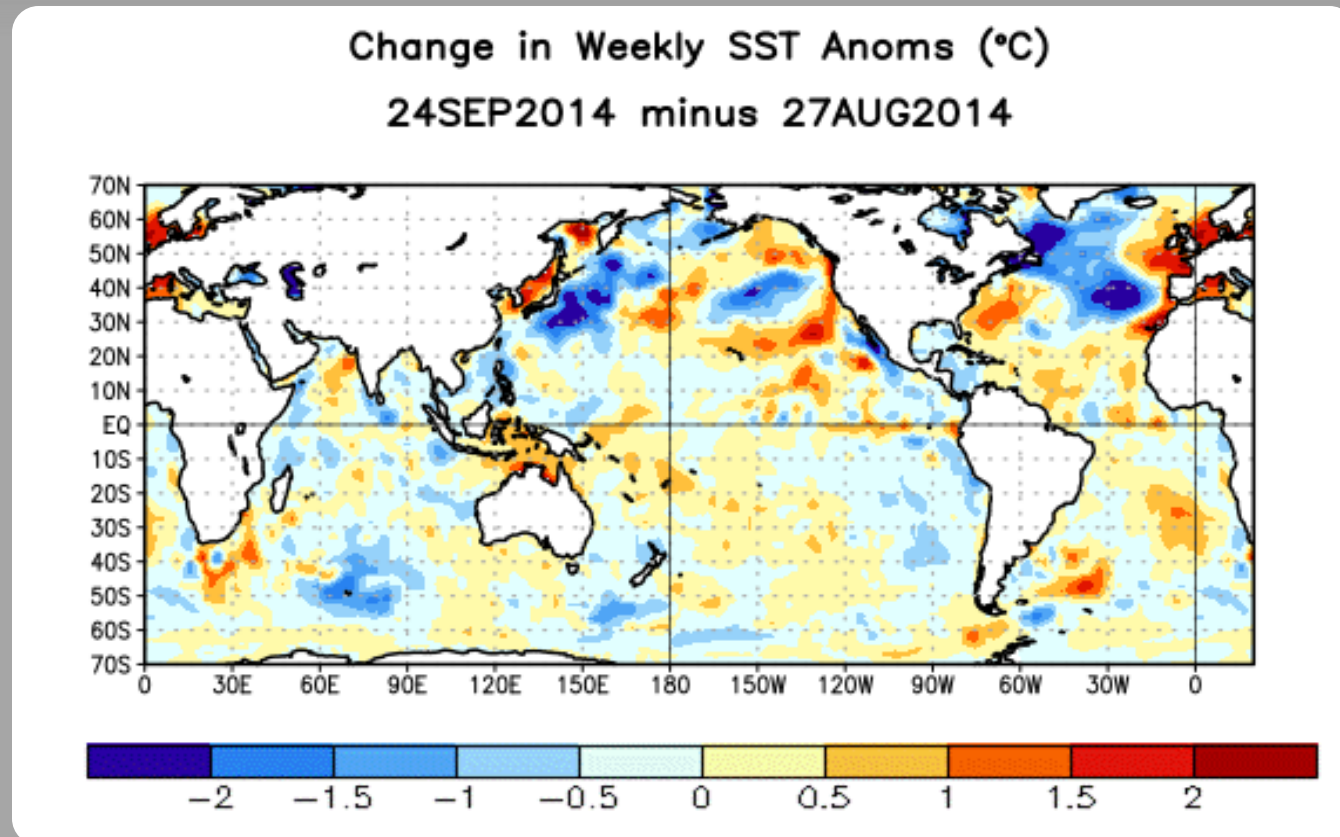 Change in Weekly SST Anoms (°C)
24SEP2014 minus 27AUG2014
70N
60N
50N
40N
30N
20N
10N
EQ
10S
20S
30S
40S
50S
60S
70S
0 30E 60E 90E 120E 150E 180 150W 120W 90W 60W 30W 0
−2 −1.5 −1 −0.5 0 0.5 1 1.5 2